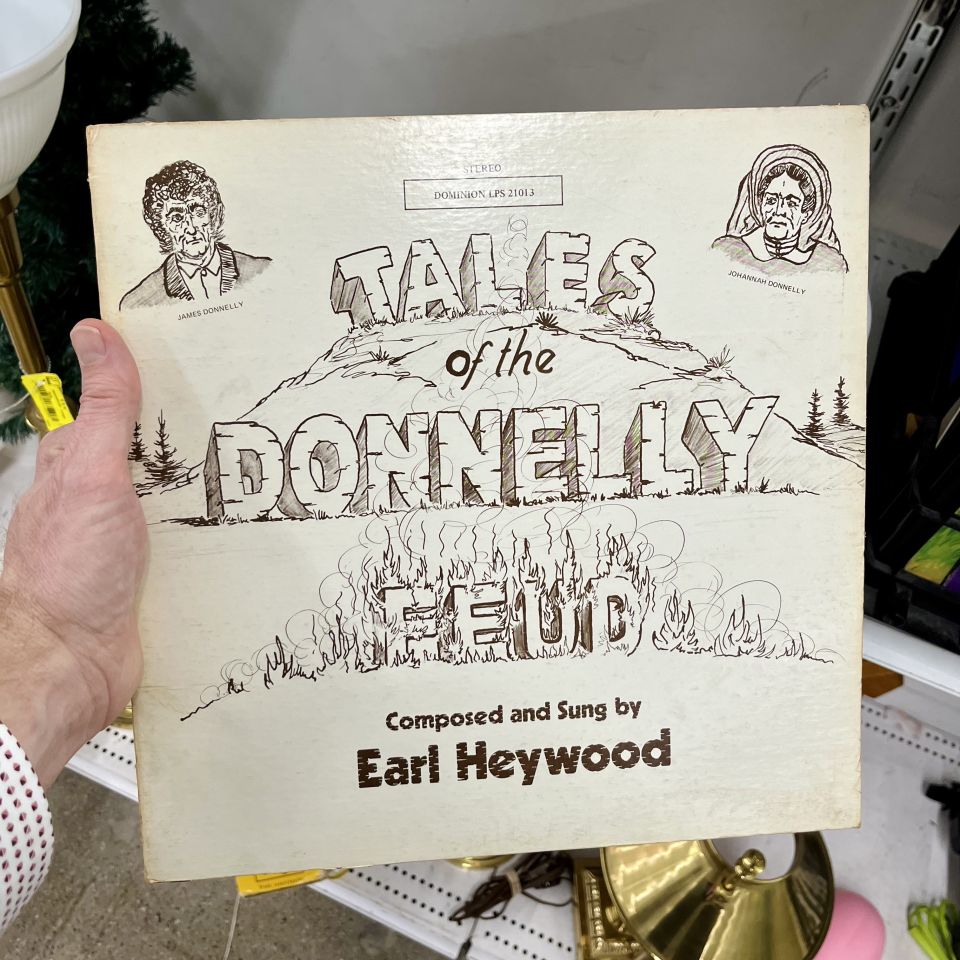 STEREO
DOMINION LPS 21013
JAMES DONNELLY
JOHANNAH DONNELLY
TALES
of the
DONNELLY
FEUD
Composed and Sung by
Earl Heywood